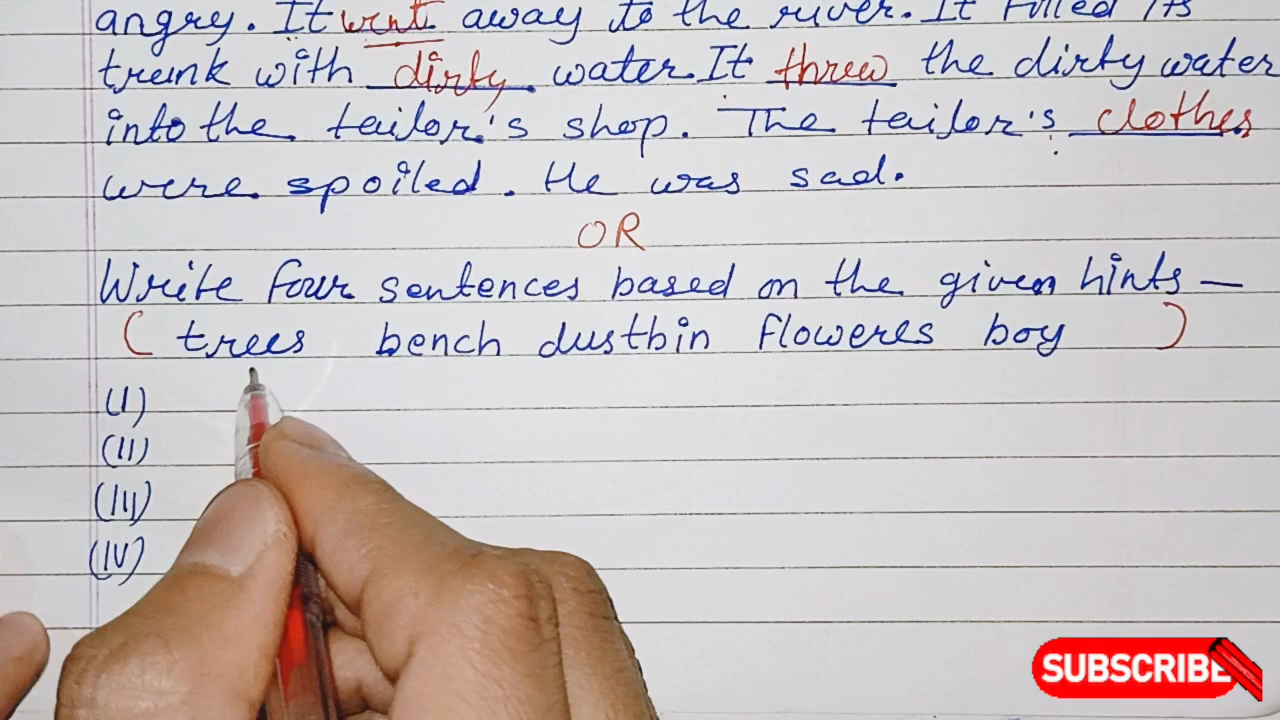 angry. It went away to the river. It filled its
trunk with dirty water. It threw the dirty water
into the tailor's shop. The tailor's clothes
were spoiled. He was sad.
OR
Write four sentences based on the given hints —
( trees bench dustbin floweres boy )
(I)
(II)
(III)
(IV)
SUBSCRIBE